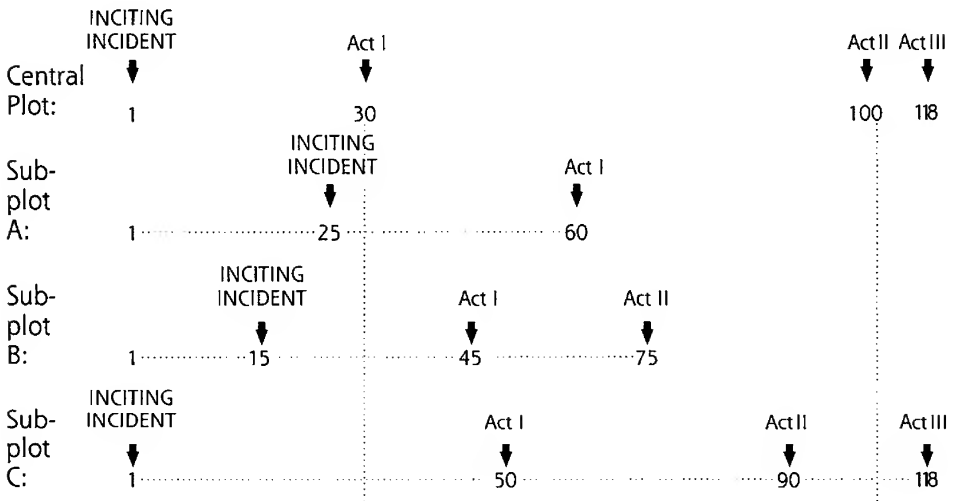 INCITING
INCIDENT Act I Act II Act III
Central
Plot: 1 30 100 118
INCITING
INCIDENT Act I
Sub-
plot
A: 1 25 60
INCITING
INCIDENT Act I Act II
Sub-
plot
B: 1 15 45 75
INCITING
INCIDENT Act I Act II Act III
Sub-
plot
C: 1 50 90 118